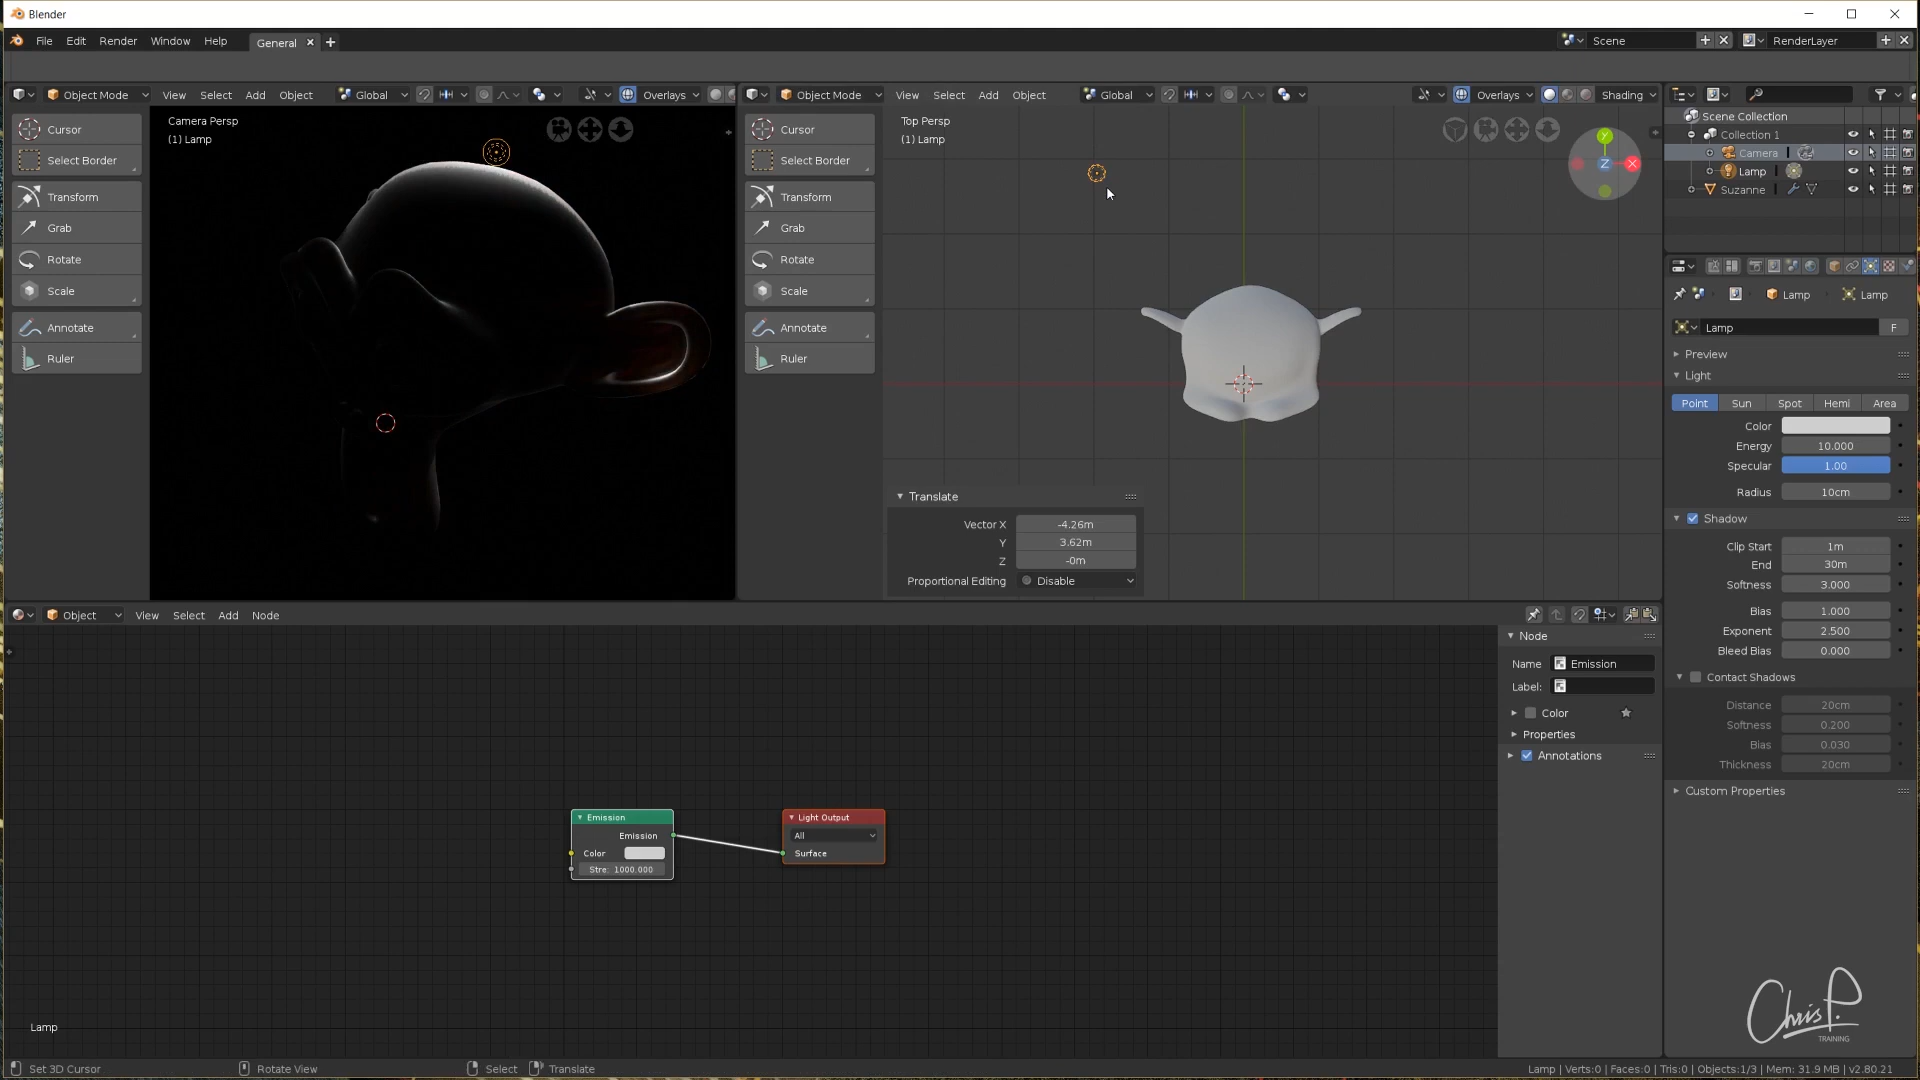 Blender
File Edit Render Window Help General
Scene RenderLayer
Object Mode View Select Add Object Global Overlays
Object Mode View Select Add Object Global Overlays Shading
Camera Persp
(1) Lamp
Cursor
Select Border
Transform
Grab
Rotate
Scale
Annotate
Ruler
Top Persp
(1) Lamp
Cursor
Select Border
Transform
Grab
Rotate
Scale
Annotate
Ruler
Y
Z
X
Translate
Vector X -4.26m
Y 3.62m
Z -0m
Proportional Editing Disable
Scene Collection
Collection 1
Camera
Lamp
Suzanne
Lamp Lamp
Lamp F
Preview
Light
Point Sun Spot Hemi Area
Color
Energy 10.000
Specular 1.00
Radius 10cm
Shadow
Clip Start 1m
End 30m
Softness 3.000
Bias 1.000
Exponent 2.500
Bleed Bias 0.000
Contact Shadows
Distance 20cm
Softness 0.200
Bias 0.030
Thickness 20cm
Custom Properties
Object View Select Add Node
Node
Name Emission
Label:
Color
Properties
Annotations
Emission
Emission
Color
Stre: 1000.000
Light Output
All
Surface
Lamp
Chris P.
TRAINING
Set 3D Cursor Rotate View Select Translate
Lamp | Verts:0 | Faces:0 | Tris:0 | Objects:1/3 | Mem: 31.9 MB | v2.80.21